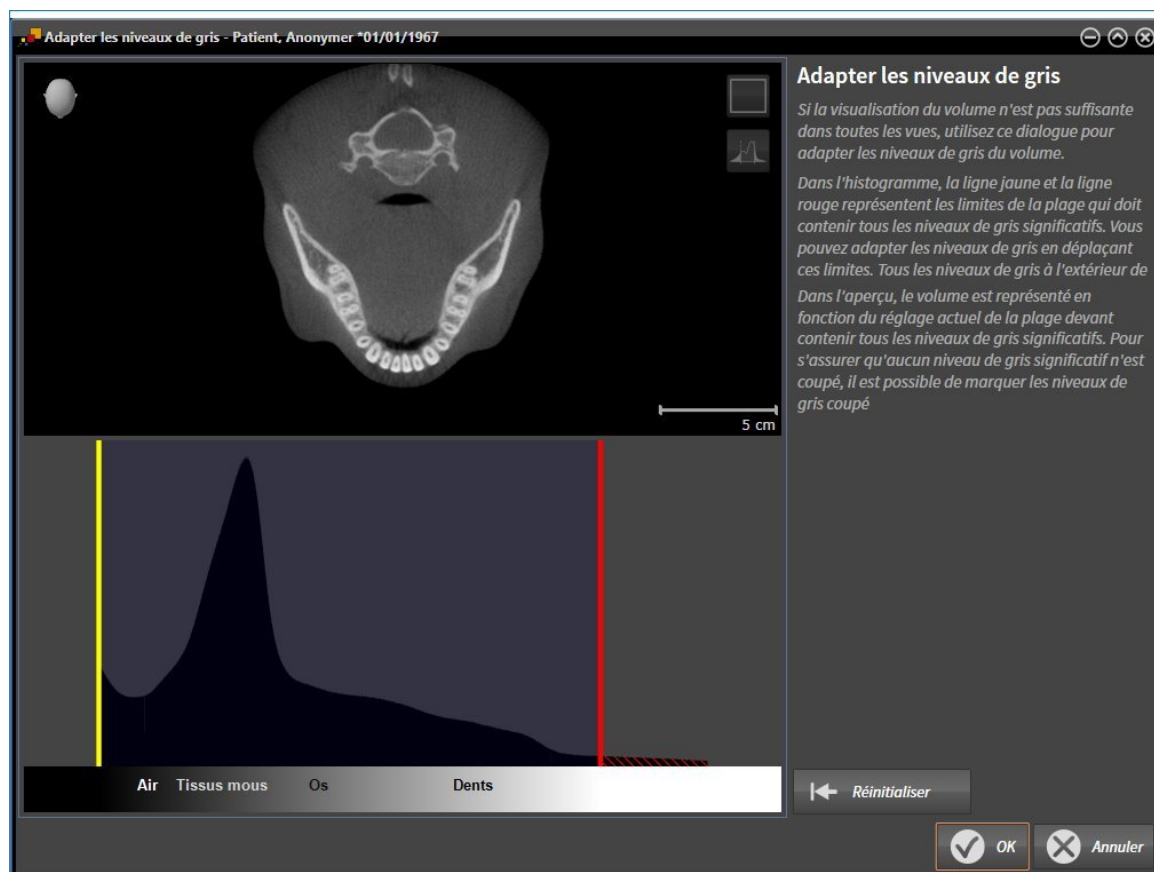 Adapter les niveaux de gris - Patient, Anonymer *01/01/1967
5 cm
Air Tissus mous Os Dents
Adapter les niveaux de gris
Si la visualisation du volume n'est pas suffisante
dans toutes les vues, utilisez ce dialogue pour
adapter les niveaux de gris du volume.
Dans l'histogramme, la ligne jaune et la ligne
rouge représentent les limites de la plage qui doit
contenir tous les niveaux de gris significatifs. Vous
pouvez adapter les niveaux de gris en déplaçant
ces limites. Tous les niveaux de gris à l'extérieur de
Dans l'aperçu, le volume est représenté en
fonction du réglage actuel de la plage devant
contenir tous les niveaux de gris significatifs. Pour
s'assurer qu'aucun niveau de gris significatif n'est
coupé, il est possible de marquer les niveaux de
gris coupé
Réinitialiser
OK Annuler